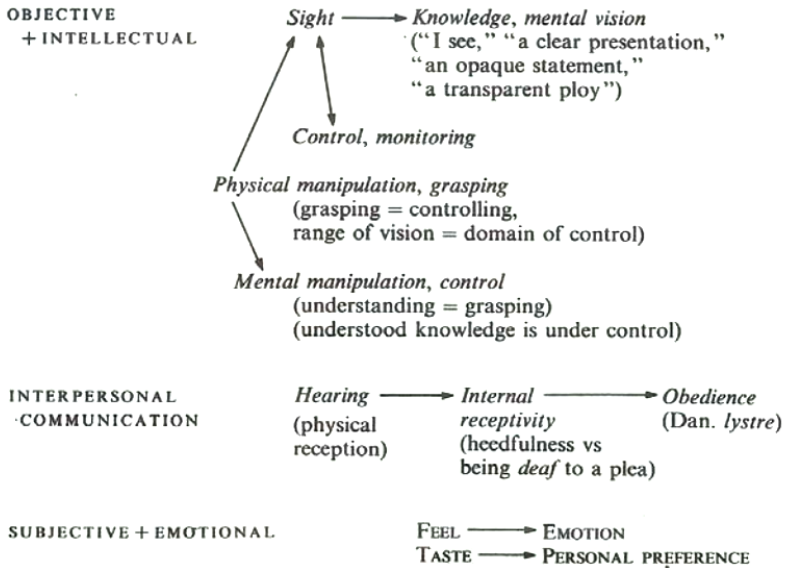 OBJECTIVE
+ INTELLECTUAL
Sight
Knowledge, mental vision
(“I see,” “a clear presentation,”
“an opaque statement,”
“a transparent ploy”)
Control, monitoring
Physical manipulation, grasping
(grasping = controlling,
range of vision = domain of control)
Mental manipulation, control
(understanding = grasping)
(understood knowledge is under control)
INTERPERSONAL
COMMUNICATION
Hearing
(physical
reception)
Internal
receptivity
(heedfulness vs
being deaf to a plea)
Obedience
(Dan. lystre)
SUBJECTIVE + EMOTIONAL
FEEL EMOTION
TASTE PERSONAL PREFERENCE